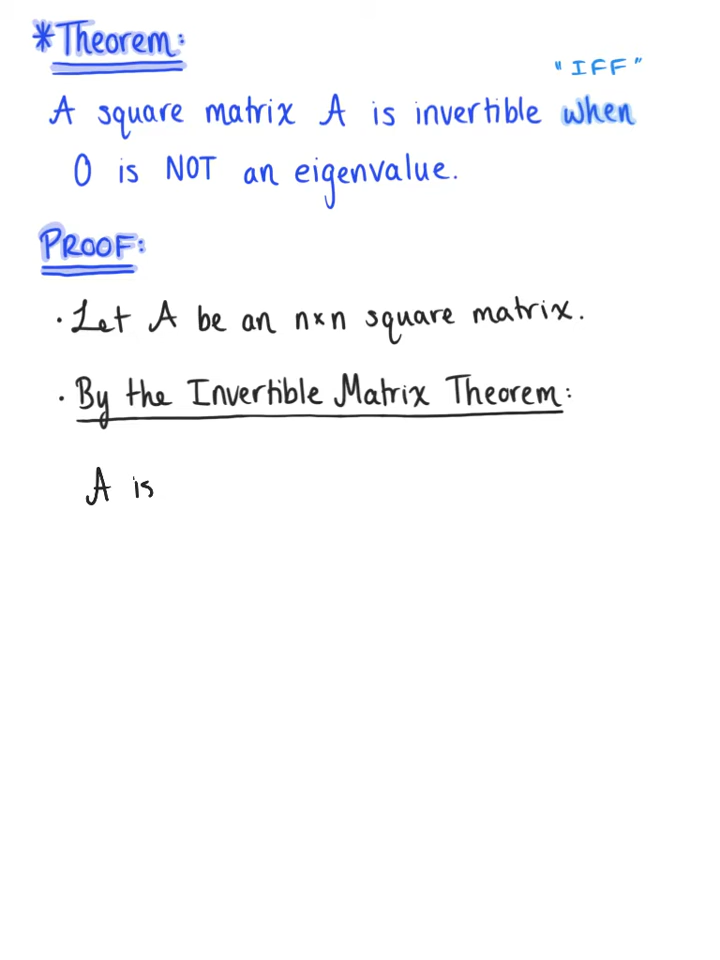 *Theorem:
"IFF"
A square matrix A is invertible when
0 is NOT an eigenvalue.
PROOF:
· Let A be an n×n square matrix.
· By the Invertible Matrix Theorem:
A is